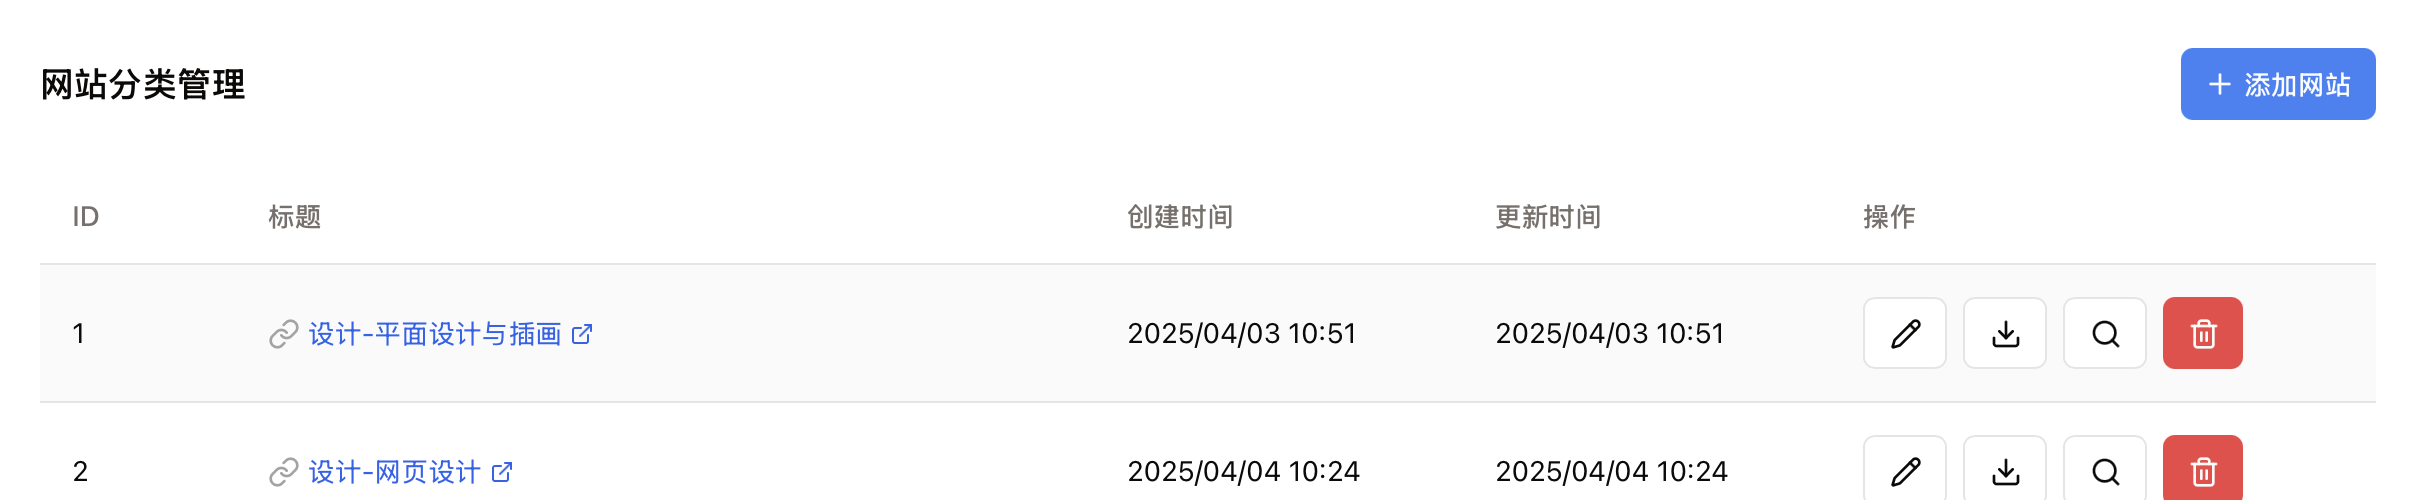 网站分类管理
添加网站
ID 标题 创建时间 更新时间 操作
1 设计-平面设计与插画 2025/04/03 10:51 2025/04/03 10:51
2 设计-网页设计 2025/04/04 10:24 2025/04/04 10:24